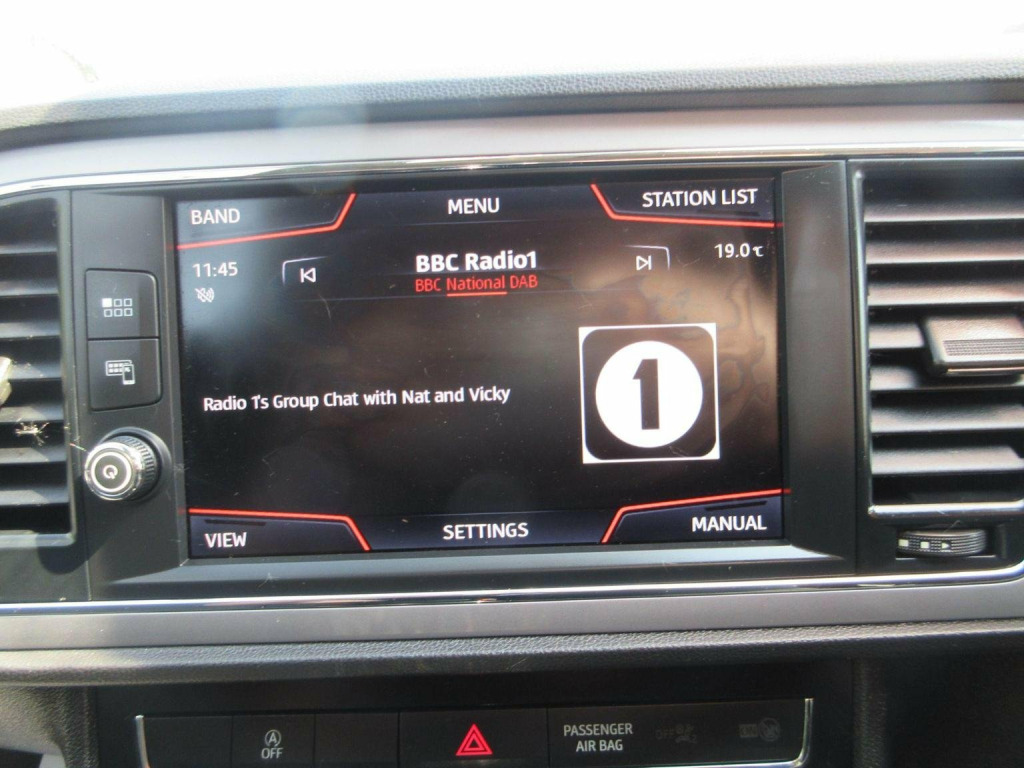 BAND
MENU
STATION LIST
11:45
BBC Radio1
19.0℃
BBC National DAB
Radio 1's Group Chat with Nat and Vicky
1
VIEW
SETTINGS
MANUAL
A
OFF
PASSENGER
AIR BAG
OFF